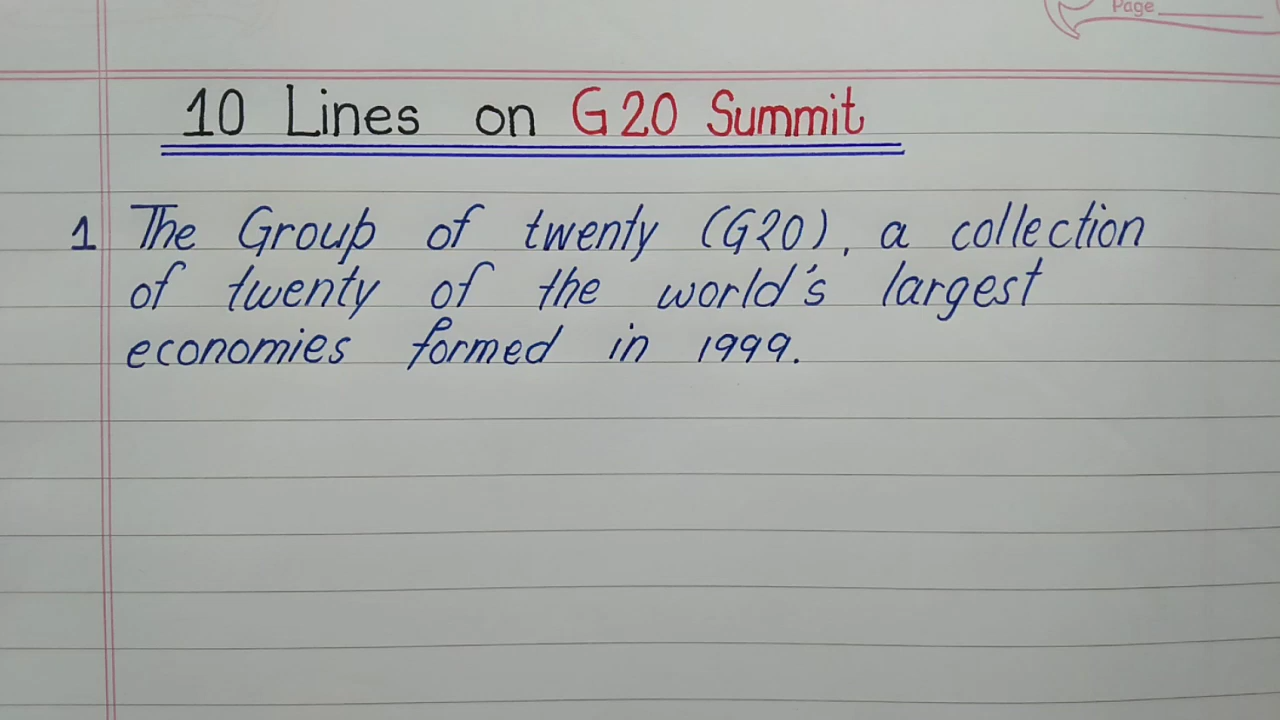 Page
10 Lines on G20 Summit
1 The Group of twenty (G20), a collection
of twenty of the world's largest
economies formed in 1999.